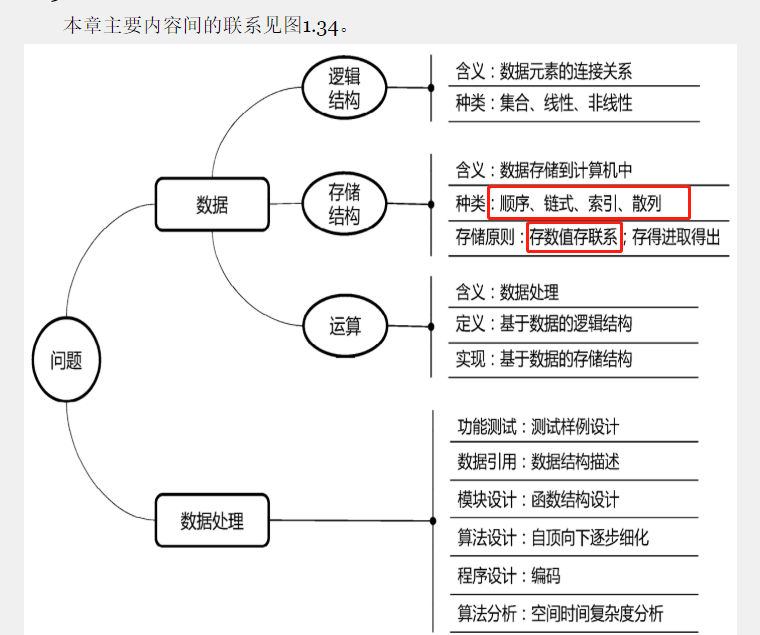 本章主要内容间的联系见图1.34。
逻辑
结构
含义：数据元素的连接关系
种类：集合、线性、非线性
数据
存储
结构
含义：数据存储到计算机中
种类：顺序、链式、索引、散列
存储原则：存数值存联系；存得进取得出
运算
含义：数据处理
定义：基于数据的逻辑结构
实现：基于数据的存储结构
问题
数据处理
功能测试：测试样例设计
数据引用：数据结构描述
模块设计：函数结构设计
算法设计：自顶向下逐步细化
程序设计：编码
算法分析：空间时间复杂度分析